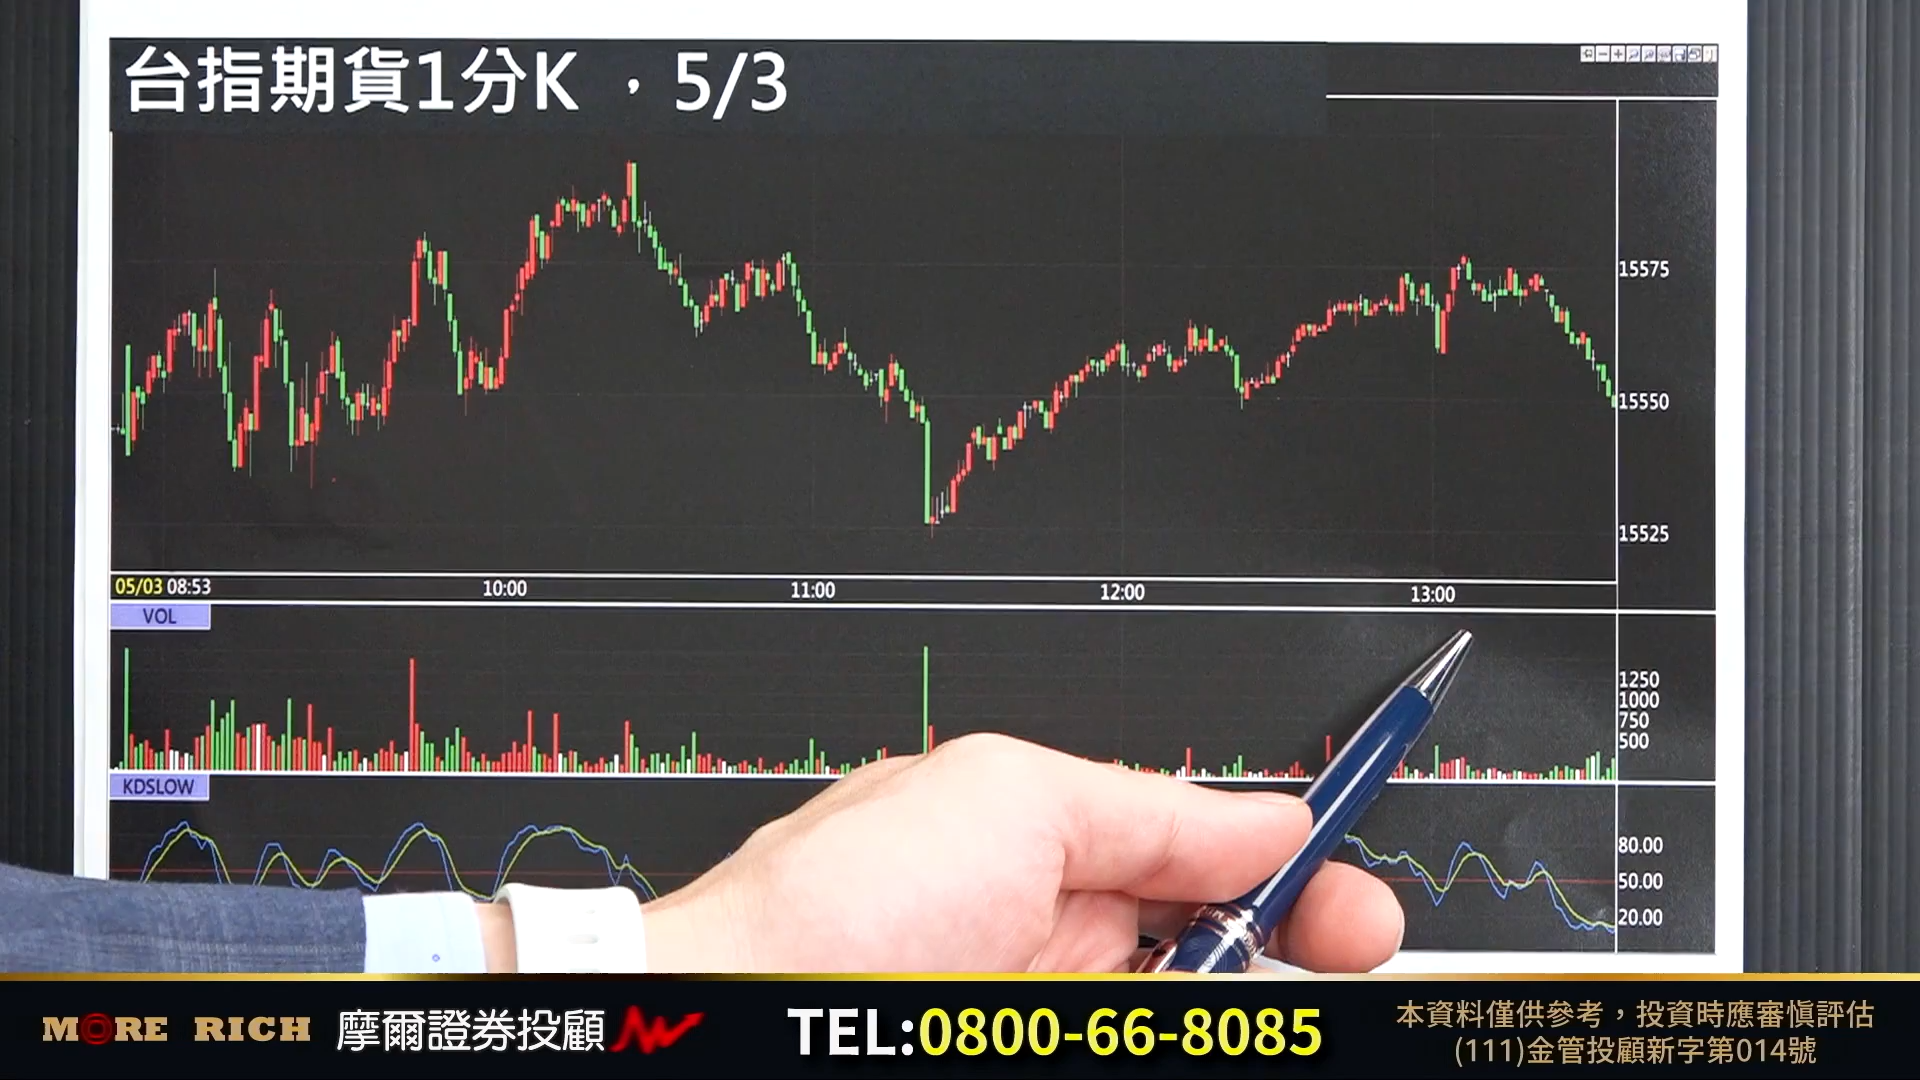 台指期貨1分K，5/3
15575
15550
15525
05/03 08:53
10:00
11:00
12:00
13:00
VOL
1250
1000
750
500
KDSLOW
80.00
50.00
20.00
MORE RICH
摩爾證券投顧
TEL:0800-66-8085
本資料僅供參考，投資時應審慎評估
(111)金管投顧新字第014號